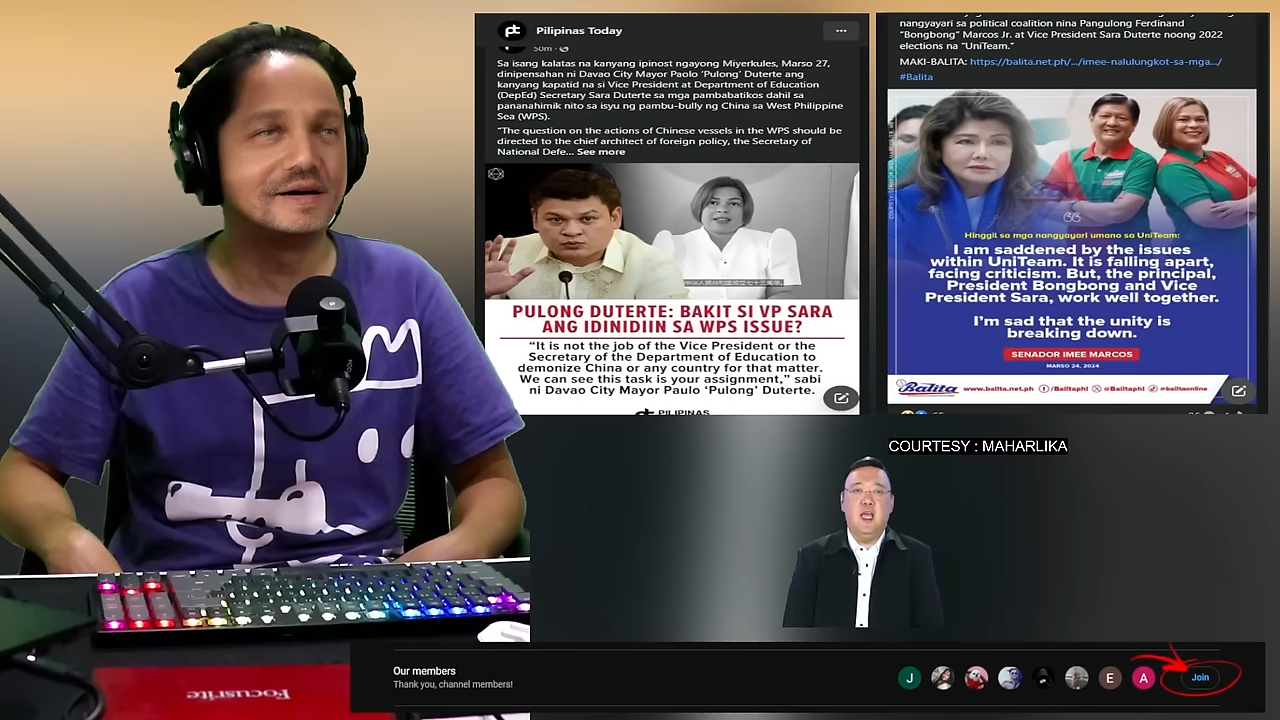 Pilipinas Today
50m
Sa isang kalatas na kanyang ipinost ngayong Miyerkules, Marso 27,
dinipensahan ni Davao City Mayor Paolo ‘Pulong’ Duterte ang
kanyang kapatid na si Vice President at Department of Education
(DepEd) Secretary Sara Duterte sa mga pambabatikos dahil sa
pananahimik nito sa isyu ng pambu-bully ng China sa West Philippine
Sea (WPS).
“The question on the actions of Chinese vessels in the WPS should be
directed to the chief architect of foreign policy, the Secretary of
National Defe... See more
PULONG DUTERTE: BAKIT SI VP SARA
ANG IDINIDIIN SA WPS ISSUE?
“It is not the job of the Vice President or the
Secretary of the Department of Education to
demonize China or any country for that matter.
We can see this task is your assignment,” sabi
ni Davao City Mayor Paulo ‘Pulong’ Duterte.
PILIPINAS
nangyayari sa political coalition nina Pangulong Ferdinand
“Bongbong” Marcos Jr. at Vice President Sara Duterte noong 2022
elections na “UniTeam.”
MAKI-BALITA: https://balita.net.ph/.../imee-nalulungkot-sa-mga.../
#Balita
Hinggil sa mga nangyayari umano sa UniTeam:
I am saddened by the issues
within UniTeam. It is falling apart,
facing criticism. But, the principal,
President Bongbong and Vice
President Sara, work well together.
I’m sad that the unity is
breaking down.
SENADOR IMEE MARCOS
MARSO 24, 2024
Balita www.balita.net.ph /Balitaphl @Balitaphl @balitaonline
COURTESY : MAHARLIKA
Focusrite
Our members
Thank you, channel members!
J E A Join